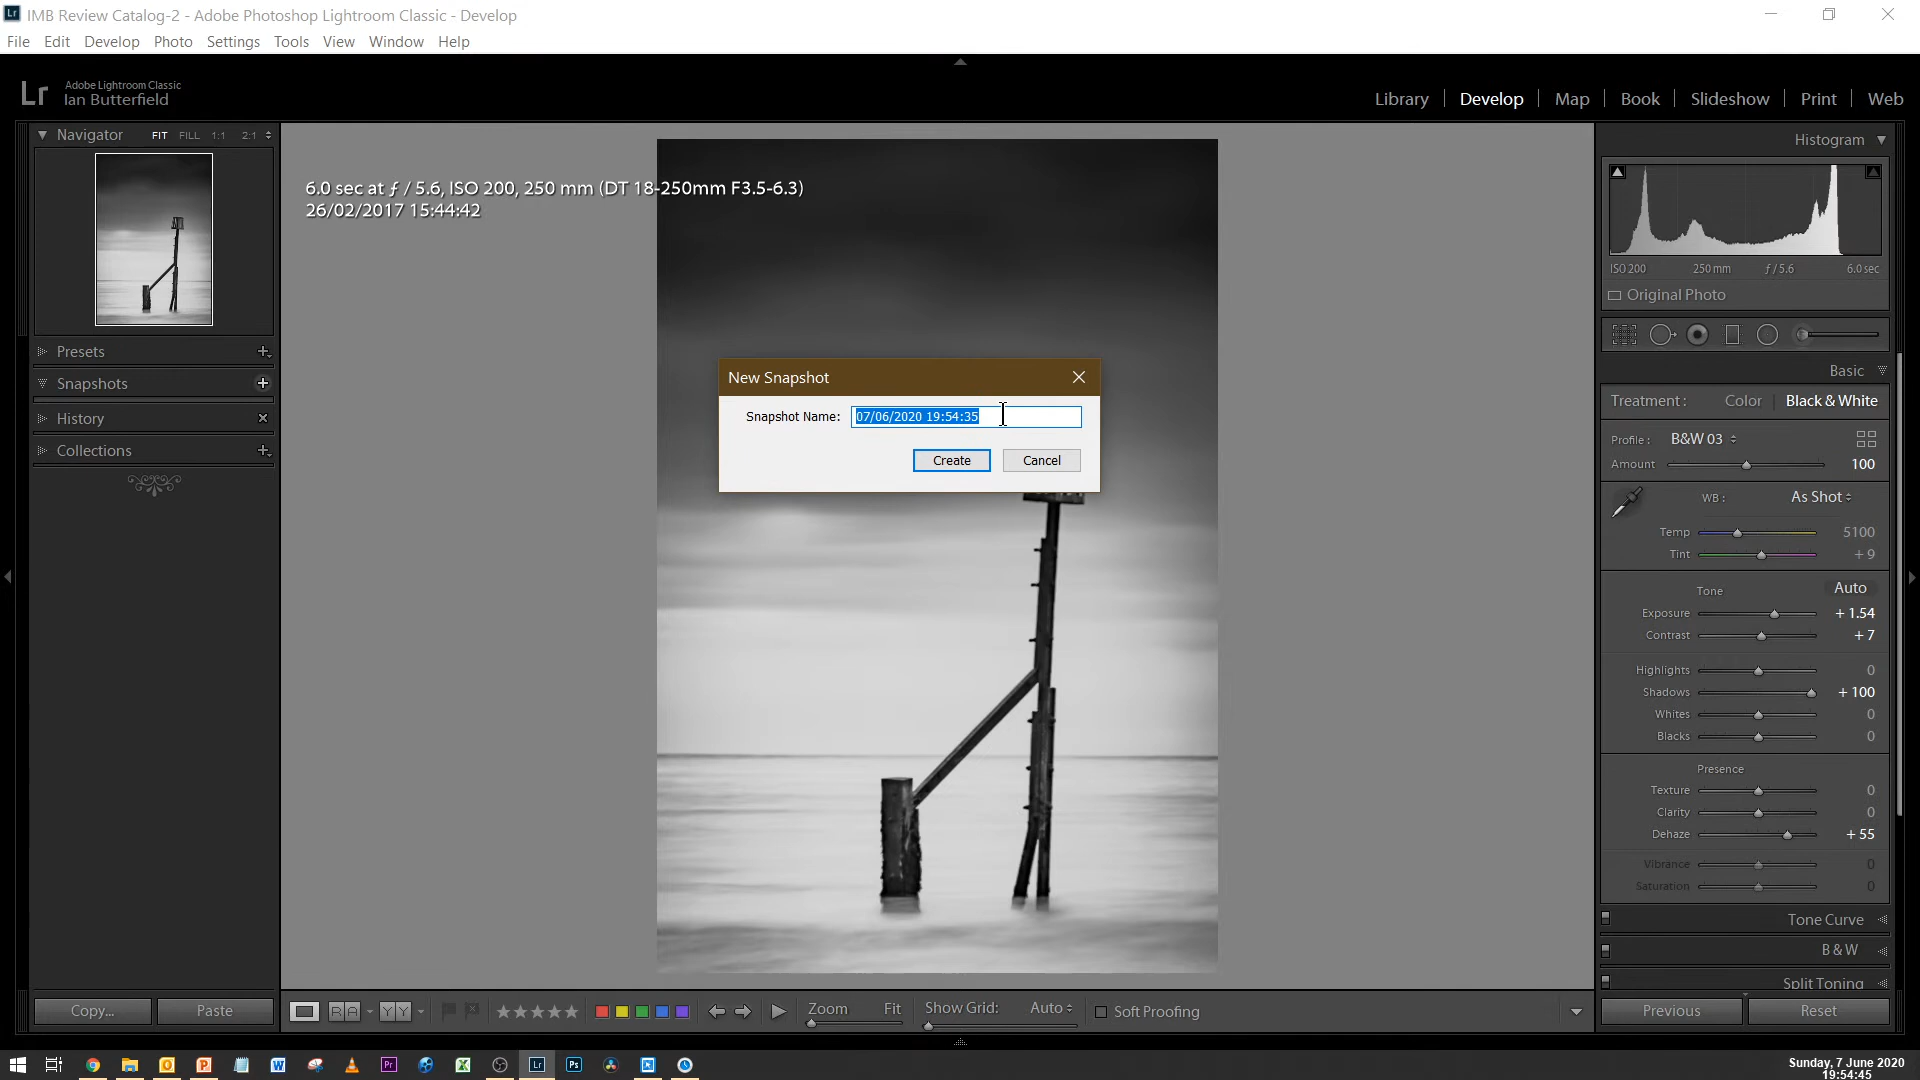 IMB Review Catalog-2 - Adobe Photoshop Lightroom Classic - Develop
File Edit Develop Photo Settings Tools View Window Help
Lr Adobe Lightroom Classic
Ian Butterfield
Library Develop Map Book Slideshow Print Web
Navigator FIT FILL 1:1 2:1
Presets
Snapshots
History
Collections
6.0 sec at ƒ / 5.6, ISO 200, 250 mm (DT 18-250mm F3.5-6.3)
26/02/2017 15:44:42
New Snapshot
Snapshot Name: 07/06/2020 19:54:35
Create Cancel
Histogram
ISO 200 250 mm ƒ / 5.6 6.0 sec
Original Photo
Basic
Treatment : Color Black & White
Profile : B&W 03
Amount 100
WB : As Shot
Temp 5100
Tint + 9
Tone Auto
Exposure + 1.54
Contrast + 7
Highlights 0
Shadows + 100
Whites 0
Blacks 0
Presence
Texture 0
Clarity 0
Dehaze + 55
Vibrance 0
Saturation 0
Tone Curve
B & W
Split Toning
Copy... Paste
R A Y Y Zoom Fit Show Grid: Auto Soft Proofing
Previous Reset
Sunday, 7 June 2020
19:54:45